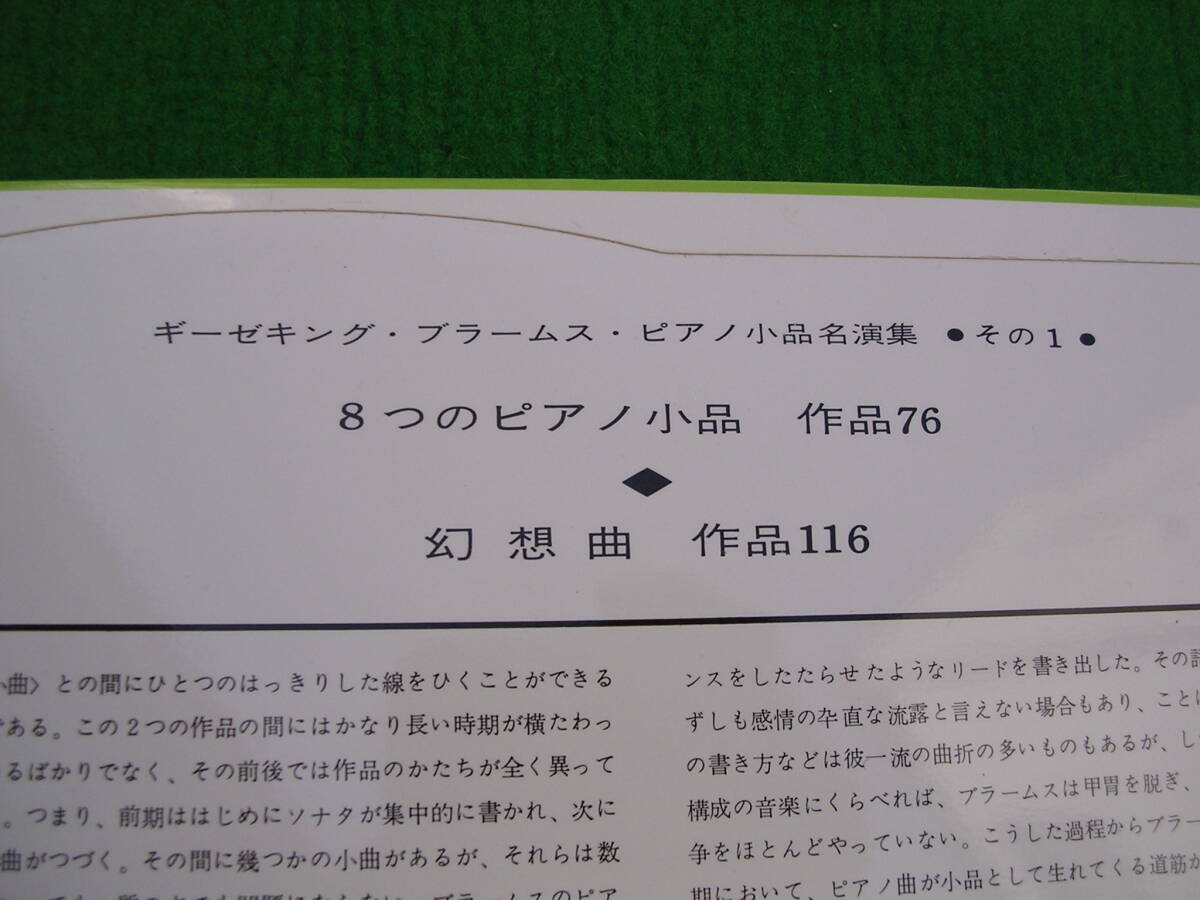 ギーゼキング・ブラームス・ピアノ小品名演集 ●その1●
8つのピアノ小品 作品76
◆
幻想曲 作品116
曲〉との間にひとつのはっきりした線をひくことができる
である。この2つの作品の間にはかなり長い時期が横たわっ
るばかりでなく、その前後では作品のかたちが全く異って
。つまり、前期ははじめにソナタが集中的に書かれ、次に
曲がつづく。その間に幾つかの小曲があるが、それらは数
ブラームスのピア
ンスをしたたらせたようなリードを書き出した。その
ずしも感情の卒直な流露と言えない場合もあり、ことに
の書き方などは彼一流の曲折の多いものもあるが、し
構成の音楽にくらべれば、ブラームスは甲冑を脱ぎ、
争をほとんどやっていない。こうした過程からブラー
期において、ピアノ曲が小品として生れてくる道筋が